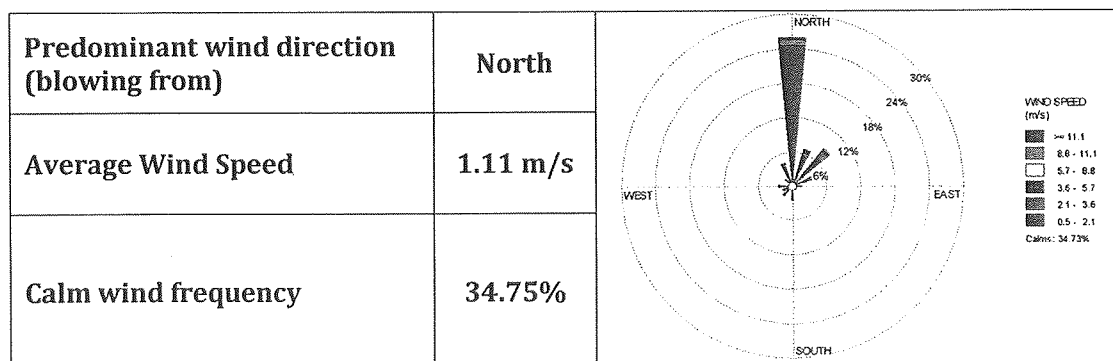 Predominant wind direction
(blowing from)
North
Average Wind Speed
1.11 m/s
Calm wind frequency
34.75%
NORTH
30%
24%
18%
12%
6%
WEST
EAST
SOUTH
WIND SPEED
(m/s)
>= 11.1
8.8 - 11.1
5.7 - 8.8
3.6 - 5.7
2.1 - 3.6
0.5 - 2.1
Calms: 34.73%